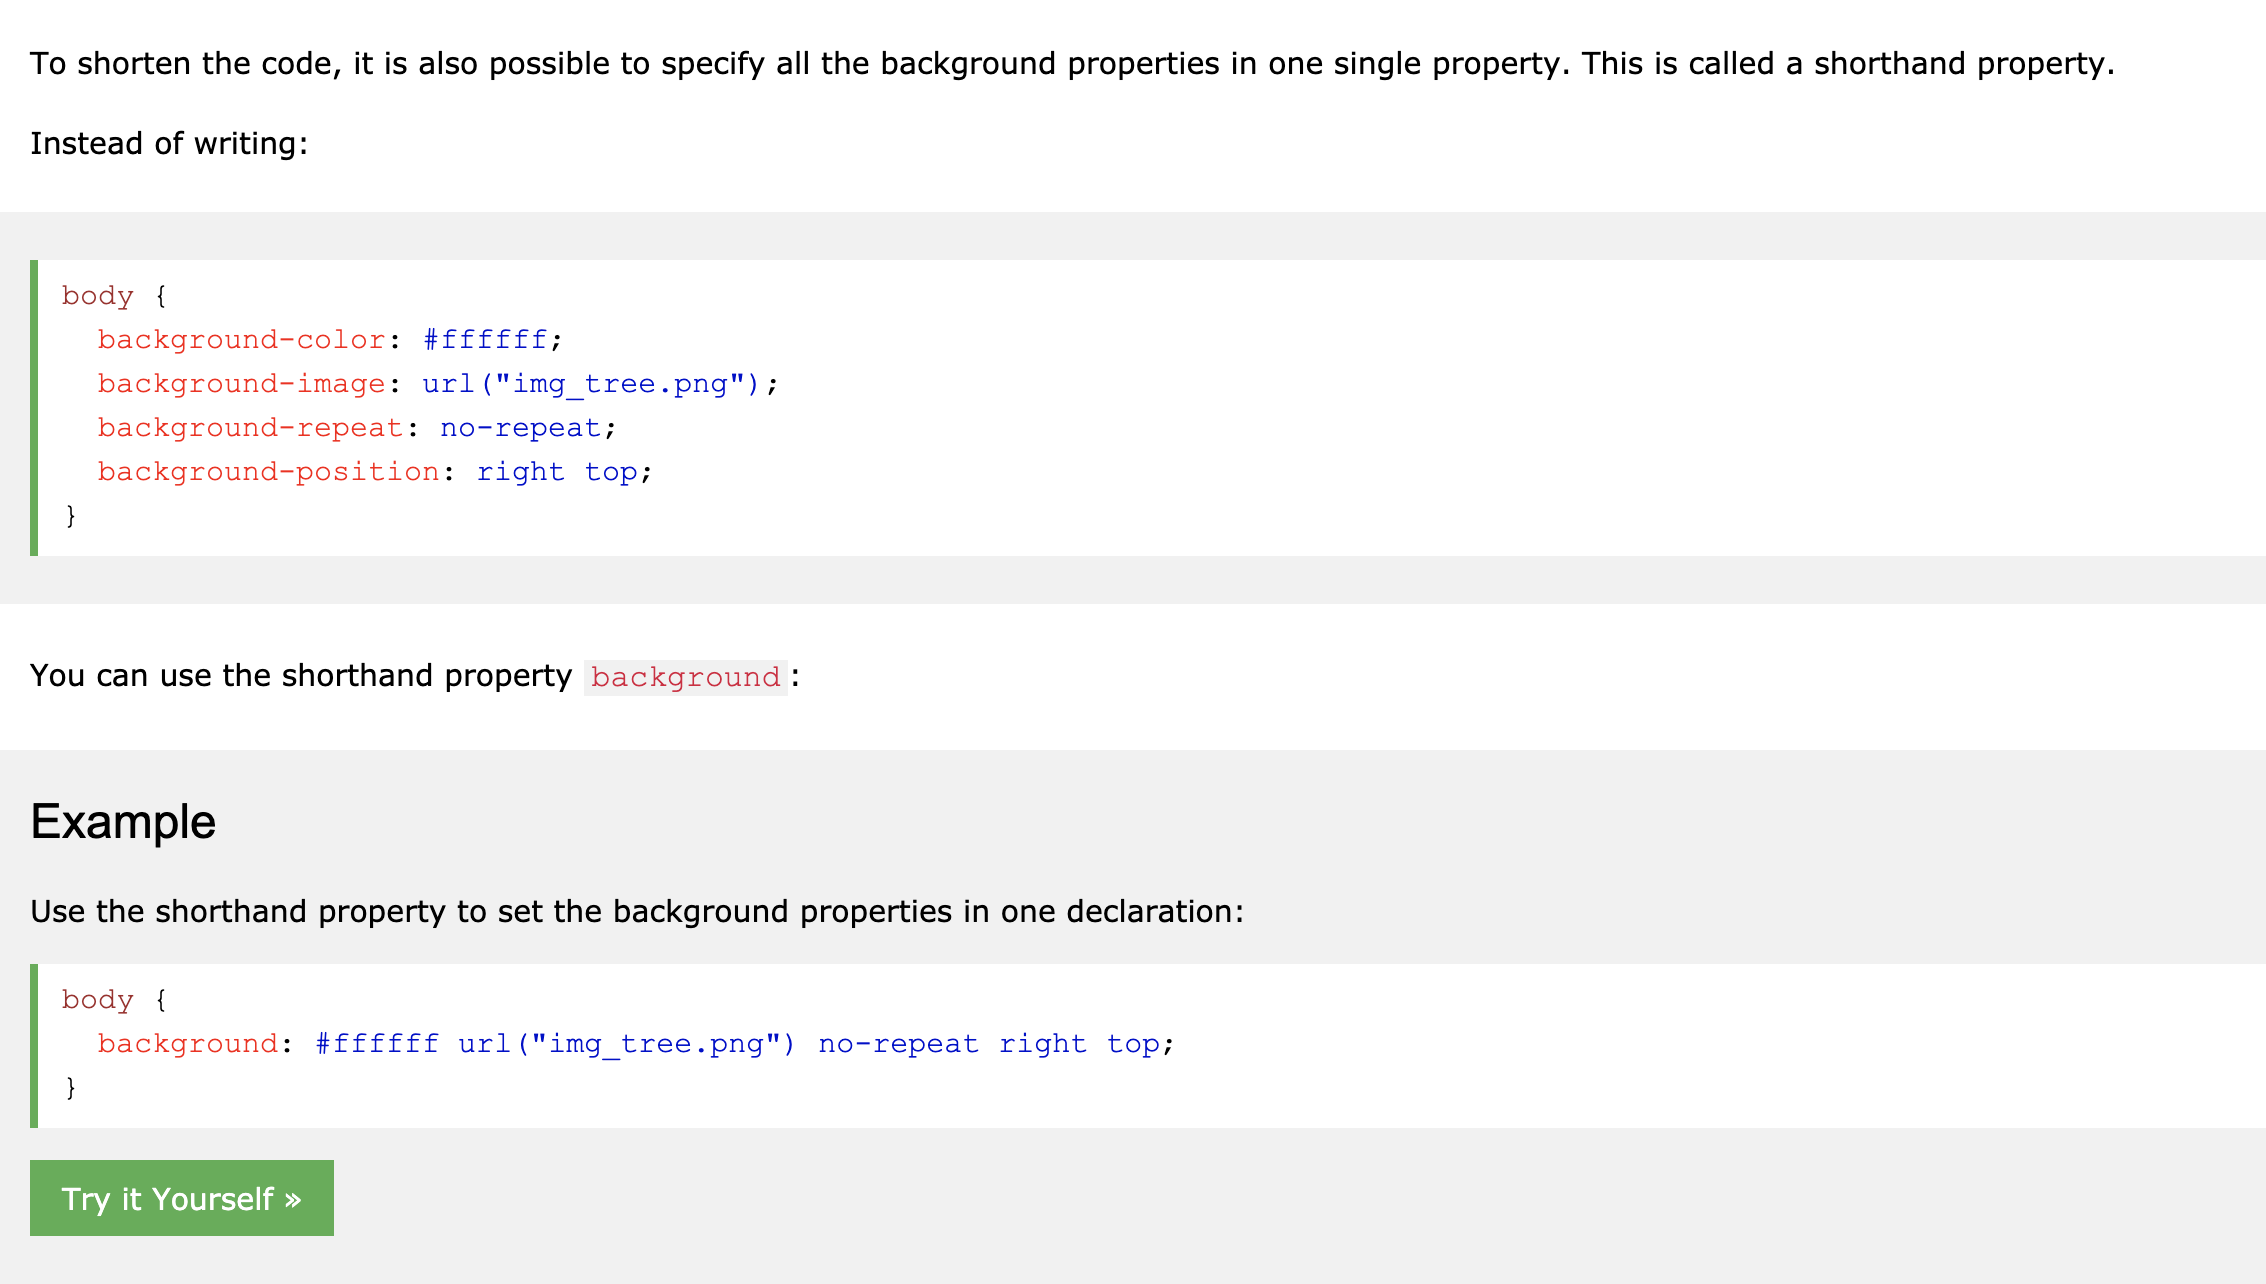 To shorten the code, it is also possible to specify all the background properties in one single property. This is called a shorthand property.
Instead of writing:
body {
  background-color: #ffffff;
  background-image: url("img_tree.png");
  background-repeat: no-repeat;
  background-position: right top;
}
You can use the shorthand property background:
Example
Use the shorthand property to set the background properties in one declaration:
body {
  background: #ffffff url("img_tree.png") no-repeat right top;
}
Try it Yourself »